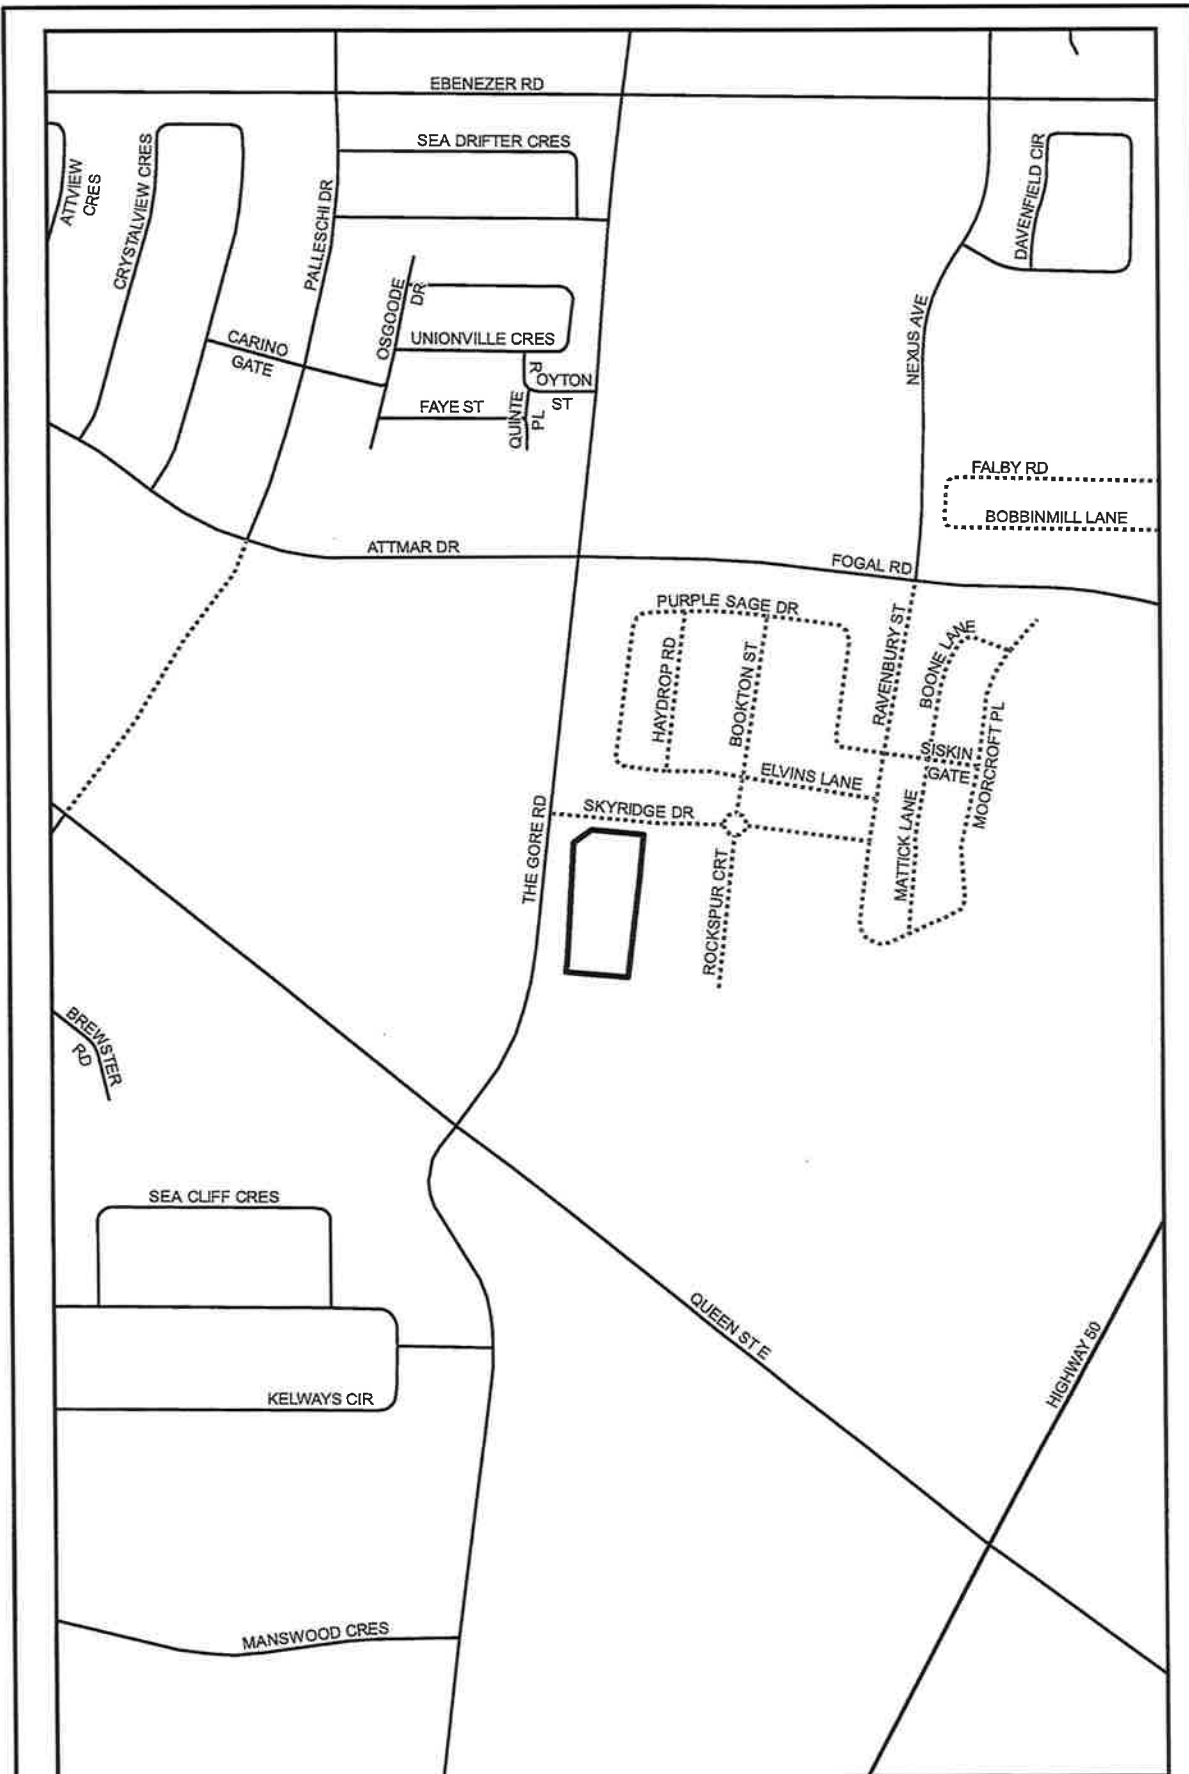 EBENEZER RD
SEA DRIFTER CRES
ATTVIEW
CRES
CRYSTALVIEW CRES
PALLESCHI DR
DAVENFIELD CIR
OSGOODE
DR
UNIONVILLE CRES
CARINO
GATE
NEXUS AVE
ROYTON
ST
FAYE ST
QUINTE
PL
FALBY RD
BOBBINMILL LANE
ATTMAR DR
FOGAL RD
PURPLE SAGE DR
HAYDROP RD
BOOKTON ST
RAVENBURY ST
BOONE LANE
SISKIN
GATE
MOORCROFT PL
ELVINS LANE
SKYRIDGE DR
MATTICK LANE
THE GORE RD
ROCKSPUR CRT
BREWSTER
RD
SEA CLIFF CRES
QUEEN ST E
HIGHWAY 50
KELWAYS CIR
MANSWOOD CRES